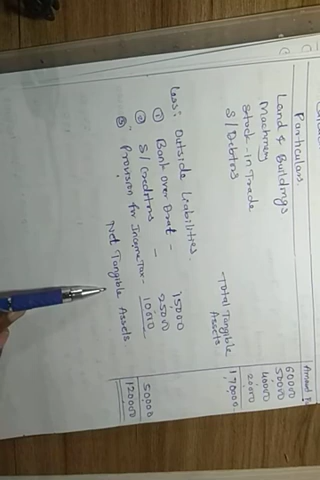 Particulars Amount
Land & Buildings 60000
Machinery 50000
Stock-in Trade 40000
S/Debtors 20000
Total Tangible Assets 170000
Less: Outside Liabilities
① Bank over Draft - 15000
② S/Creditors - 25000
③ Provision for Income Tax - 10000 50000
Net Tangible Assets 120000